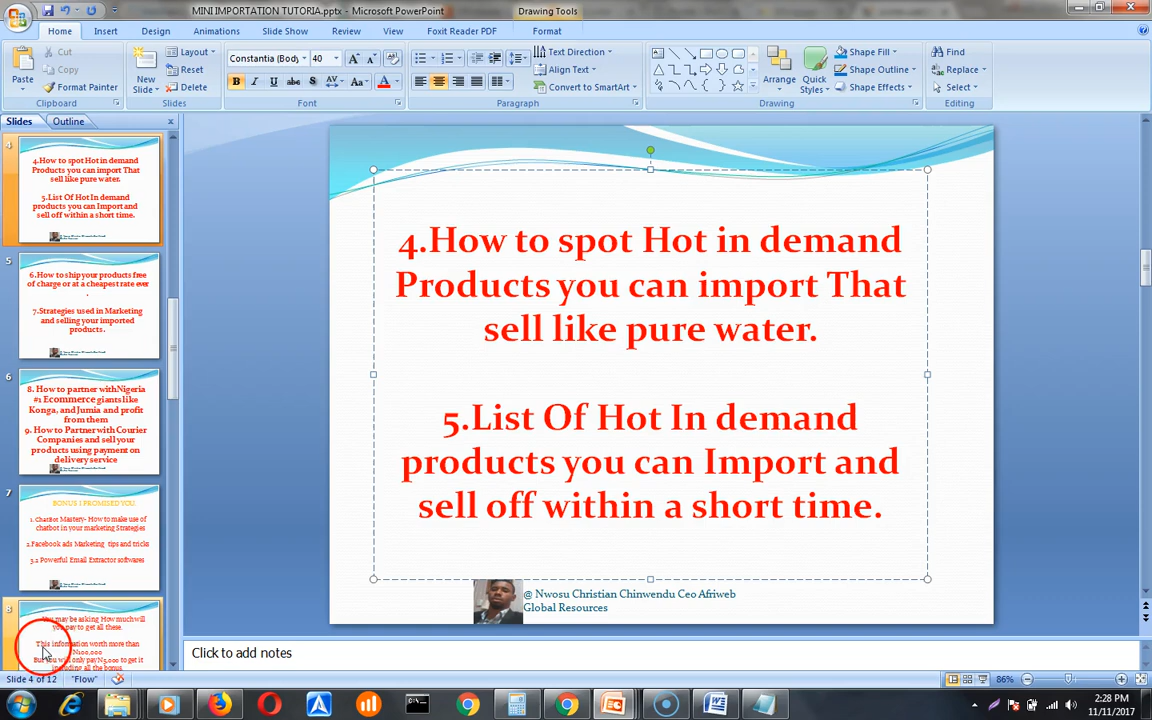 MINI IMPORTATION TUTORIA.pptx - Microsoft PowerPoint
Drawing Tools
Home
Insert
Design
Animations
Slide Show
Review
View
Foxit Reader PDF
Format
Cut
Copy
Format Painter
Paste
Clipboard
New
Slide
Layout
Reset
Delete
Slides
Constantia (Body)
40
B I U abc S AV Aa A
Font
Text Direction
Align Text
Convert to SmartArt
Paragraph
Arrange
Quick
Styles
Shape Fill
Shape Outline
Shape Effects
Drawing
Find
Replace
Select
Editing
Slides
Outline
4
4.How to spot Hot in demand
Products you can import That
sell like pure water.
5.List Of Hot In demand
products you can Import and
sell off within a short time.
5
6.How to ship your products free
of charge or at a cheapest rate ever
.
7.Strategies used in Marketing
and selling your imported
products.
6
8. How to partner withNigeria
#1 Ecommerce giants like
Konga, and Jumia and profit
from them
9. How to Partner with Courier
Companies and sell your
products using payment on
delivery service
7
BONUS I PROMISED YOU
1. ChatBot Mastery- How to make use of
chatbot in your marketing Strategies
2.Facebook ads Marketing tips and tricks
3.2 Powerful Email Extractor softwares
8
You may be asking How much will
you pay to get all these.
This information worth more than
N100,000
But you will only pay N5,000 to get it
including all the bonus.
4.How to spot Hot in demand
Products you can import That
sell like pure water.
5.List Of Hot In demand
products you can Import and
sell off within a short time.
@ Nwosu Christian Chinwendu Ceo Afriweb
Global Resources
Click to add notes
Slide 4 of 12
"Flow"
86%
2:28 PM
11/11/2017